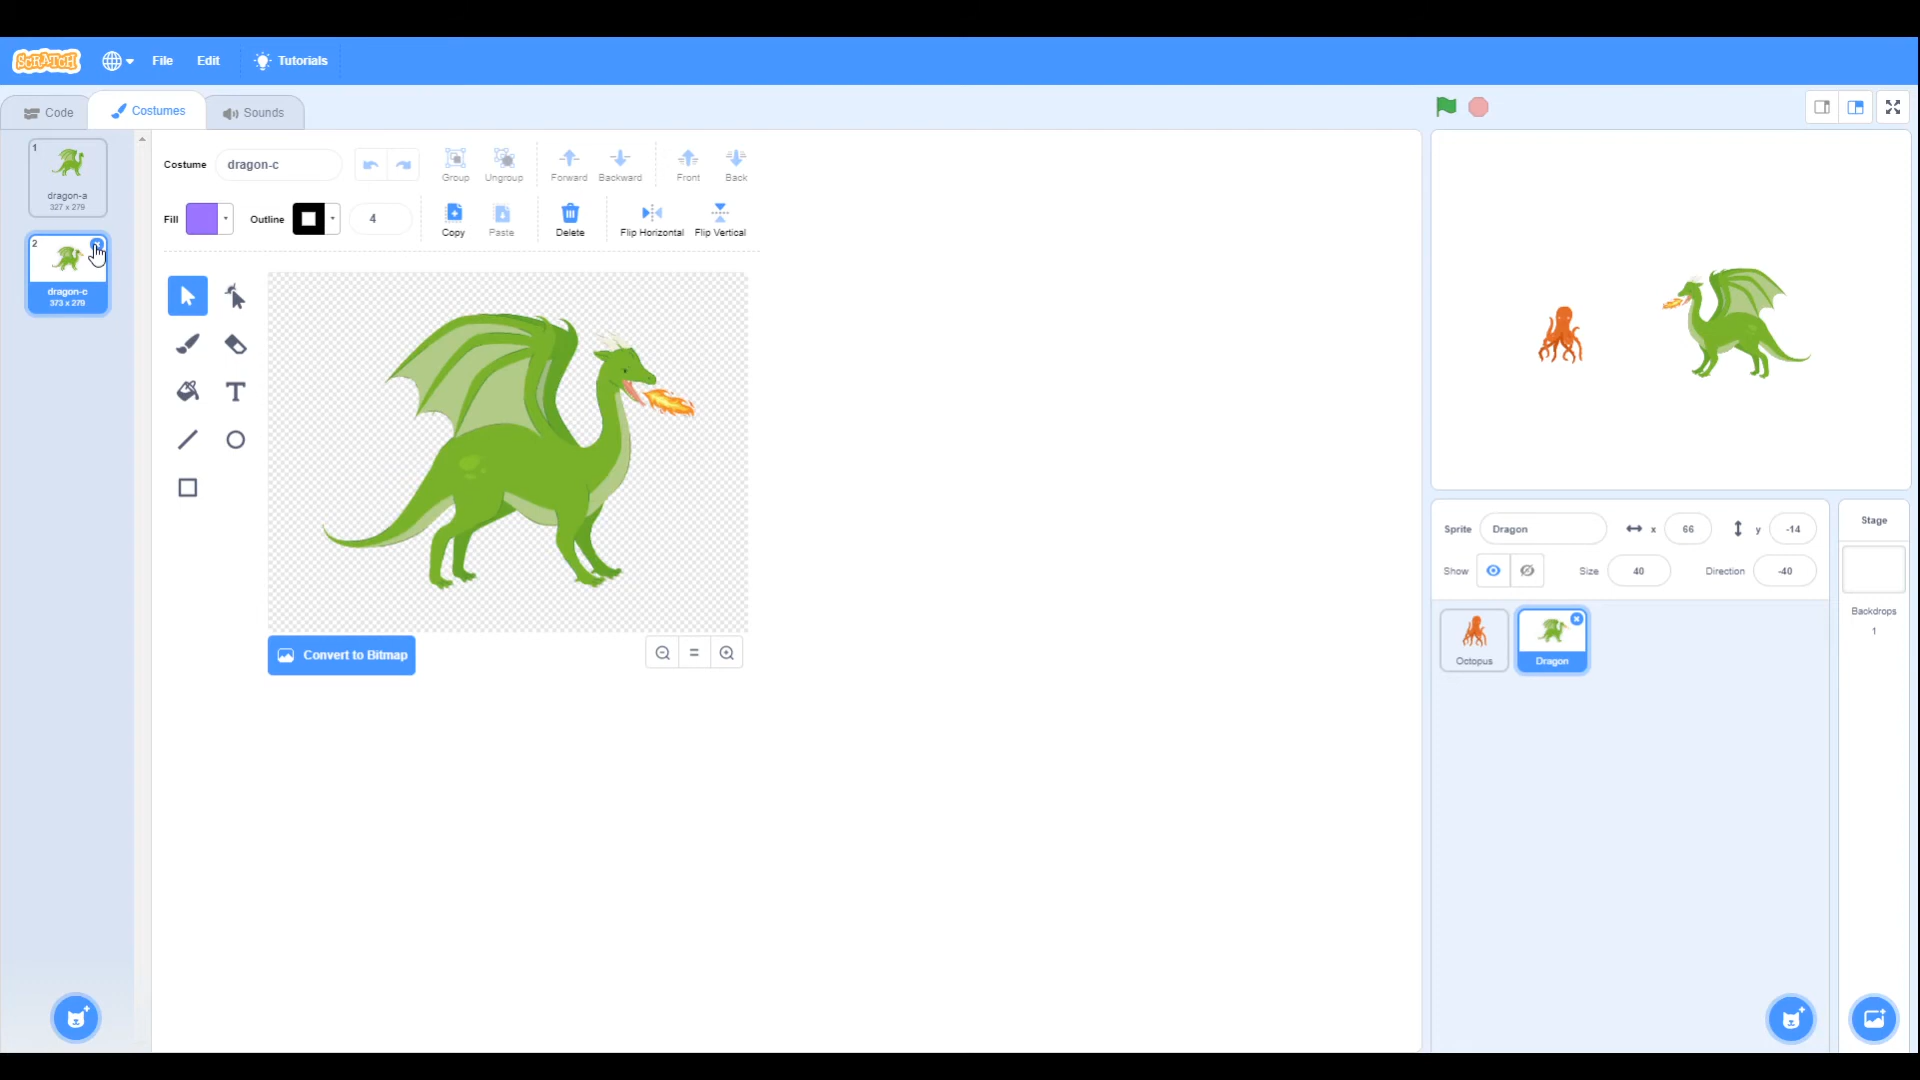 SCRATCH File Edit Tutorials
Code Costumes Sounds
1
dragon-a
327 x 279
2
dragon-c
373 x 279
Costume dragon-c Group Ungroup Forward Backward Front Back
Fill Outline 4 Copy Paste Delete Flip Horizontal Flip Vertical
Convert to Bitmap
Sprite Dragon x 66 y -14
Show Size 40 Direction -40
Octopus Dragon
Stage
Backdrops
1